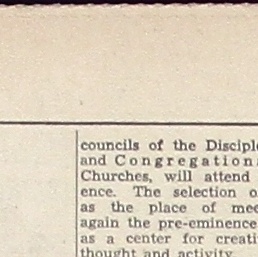 councils of the Discipl
and Congregation
Churches, will attend
ence. The selection o
as the place of mee
again the pre-eminence
as a center for creati
thought and activity